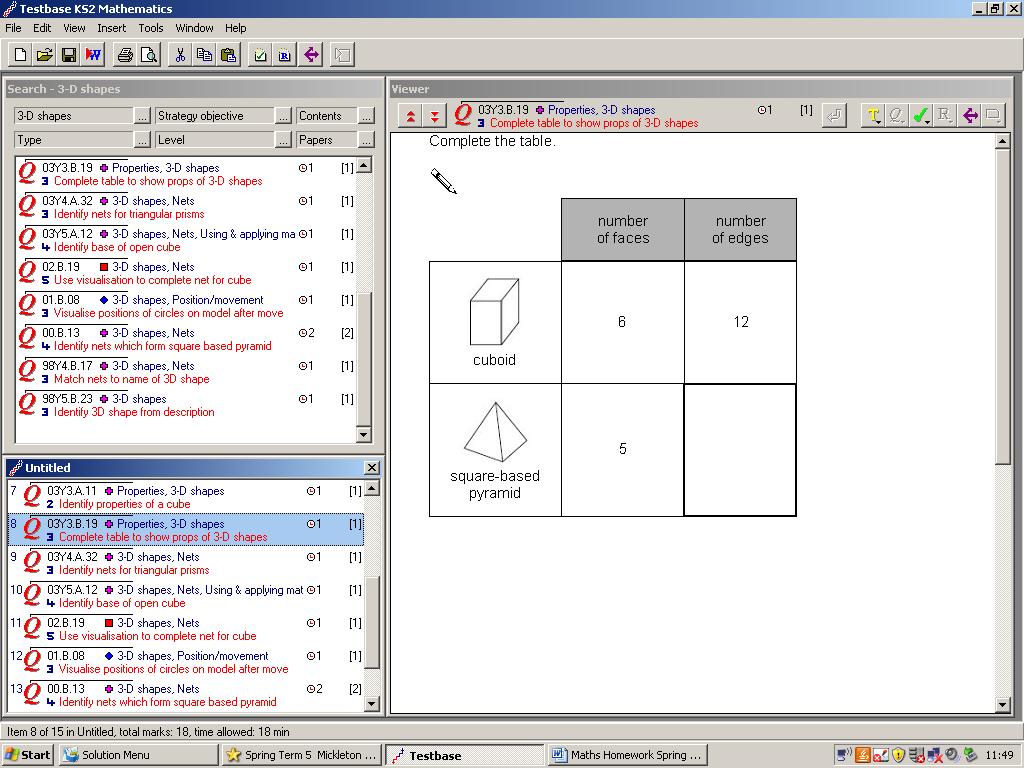 Testbase KS2 Mathematics
File Edit View Insert Tools Window Help
Search - 3-D shapes
3-D shapes ... Strategy objective ... Contents ...
Type ... Level ... Papers ...
Q 03Y3.B.19 Properties, 3-D shapes 1 [1]
3 Complete table to show props of 3-D shapes
Q 03Y4.A.32 3-D shapes, Nets 1 [1]
3 Identify nets for triangular prisms
Q 03Y5.A.12 3-D shapes, Nets, Using & applying ma 1 [1]
4 Identify base of open cube
Q 02.B.19 3-D shapes, Nets 1 [1]
5 Use visualisation to complete net for cube
Q 01.B.08 3-D shapes, Position/movement 1 [1]
3 Visualise positions of circles on model after move
Q 00.B.13 3-D shapes, Nets 2 [2]
4 Identify nets which form square based pyramid
Q 98Y4.B.17 3-D shapes, Nets 1 [1]
3 Match nets to name of 3D shape
Q 98Y5.B.23 3-D shapes 1 [1]
3 Identify 3D shape from description
Untitled
7 Q 03Y3.A.11 Properties, 3-D shapes 1 [1]
2 Identify properties of a cube
8 Q 03Y3.B.19 Properties, 3-D shapes 1 [1]
3 Complete table to show props of 3-D shapes
9 Q 03Y4.A.32 3-D shapes, Nets 1 [1]
3 Identify nets for triangular prisms
10 Q 03Y5.A.12 3-D shapes, Nets, Using & applying mat 1 [1]
4 Identify base of open cube
11 Q 02.B.19 3-D shapes, Nets 1 [1]
5 Use visualisation to complete net for cube
12 Q 01.B.08 3-D shapes, Position/movement 1 [1]
3 Visualise positions of circles on model after move
13 Q 00.B.13 3-D shapes, Nets 2 [2]
4 Identify nets which form square based pyramid
Viewer
Q 03Y3.B.19 Properties, 3-D shapes 1 [1] T Q R
3 Complete table to show props of 3-D shapes
Complete the table.
number of faces
number of edges
cuboid
6
12
square-based
pyramid
5
Item 8 of 15 in Untitled, total marks: 18, time allowed: 18 min
Start Solution Menu Spring Term 5 Mickleton ... Testbase Maths Homework Spring ... 11:49